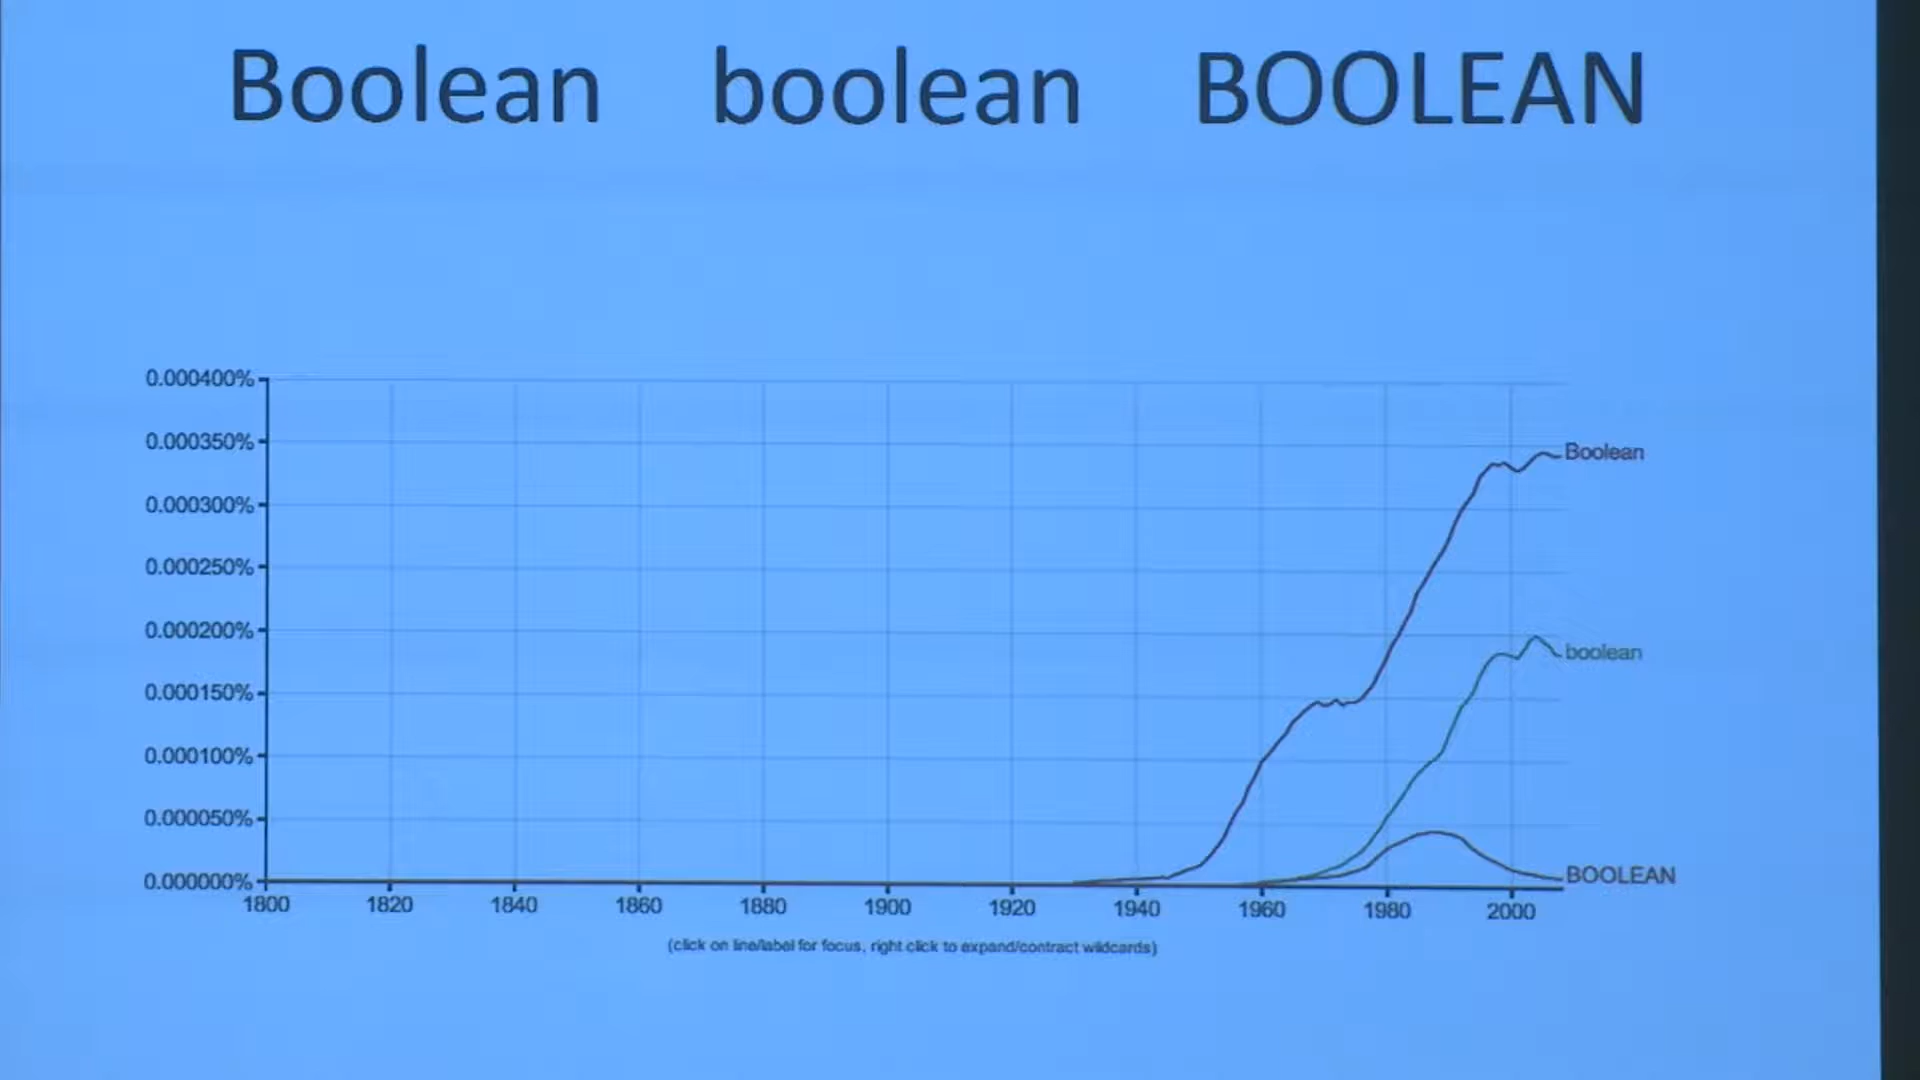 Boolean boolean BOOLEAN
0.000400%
0.000350%
Boolean
0.000300%
0.000250%
0.000200%
boolean
0.000150%
0.000100%
0.000050%
0.000000%
BOOLEAN
1800 1820 1840 1860 1880 1900 1920 1940 1960 1980 2000
(click on line/label for focus, right click to expand/contract wildcards)